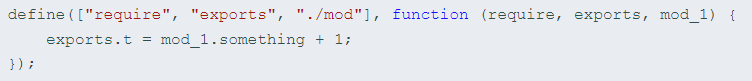 define(["require", "exports", "./mod"], function (require, exports, mod_1) {
    exports.t = mod_1.something + 1;
});